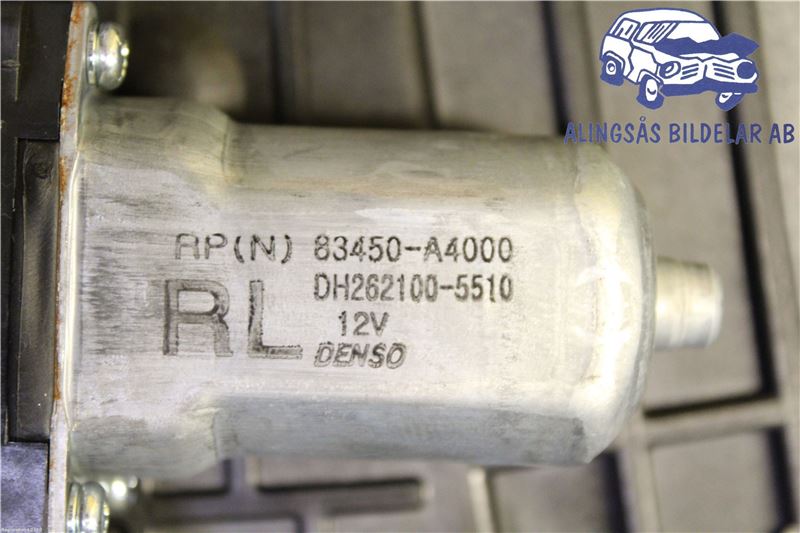 ALINGSÅS BILDELAR AB
RP(N) 83450-A4000
RL
DH262100-5510
12V
DENSO